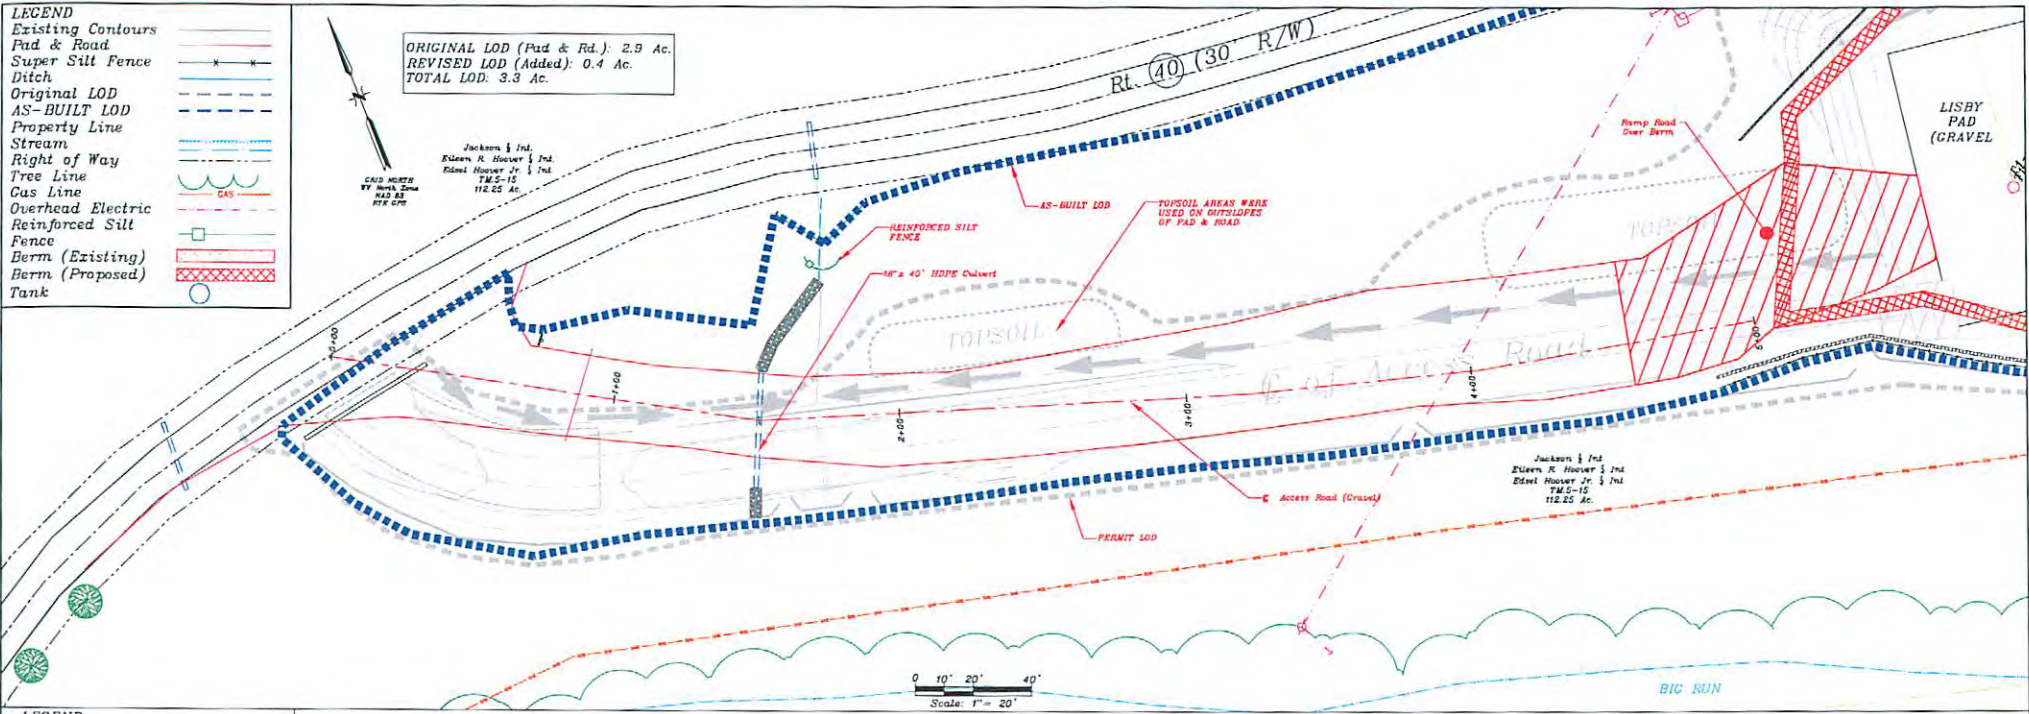 LEGEND
Existing Contours
Pad & Road
Super Silt Fence
Ditch
Original LOD
AS-BUILT LOD
Property Line
Stream
Right of Way
Tree Line
Gas Line
GAS
Overhead Electric
Reinforced Silt
Fence
Berm (Existing)
Berm (Proposed)
Tank
N
GRID NORTH
WV North Zone
NAD 83
RTK GPS
ORIGINAL LOD (Pad & Rd.): 2.9 Ac.
REVISED LOD (Added): 0.4 Ac.
TOTAL LOD: 3.3 Ac.
Jackson ½ Int.
Eileen R. Hoover ¼ Int.
Edsel Hoover Jr. ¼ Int.
TM.5-15
112.25 Ac.
Rt. 40 (30' R/W)
AS-BUILT LOD
REINFORCED SILT
FENCE
18"x 40' HDPE Culvert
TOPSOIL AREAS WERE
USED ON OUTSLOPES
OF PAD & ROAD
Ramp Road
Over Berm
LISBY
PAD
(GRAVEL
TOPSOIL
TOPSOIL
0+00
1+00
2+00
3+00
4+00
5+00
℄ of Access Road
℄ Access Road (Gravel)
PERMIT LOD
Jackson ½ Int.
Eileen R. Hoover ¼ Int.
Edsel Hoover Jr. ¼ Int.
TM.5-15
112.25 Ac.
0 10' 20' 40'
Scale: 1"= 20'
BIG RUN
LEGEND